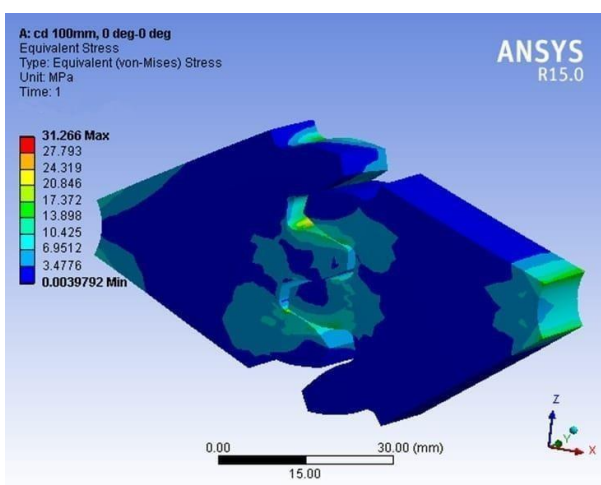 A: cd 100mm, 0 deg-0 deg
Equivalent Stress
Type: Equivalent (von-Mises) Stress
Unit: MPa
Time: 1
ANSYS
R15.0
31.266 Max
27.793
24.319
20.846
17.372
13.898
10.425
6.9512
3.4776
0.0039792 Min
0.00
30.00 (mm)
15.00
Z
Y
X